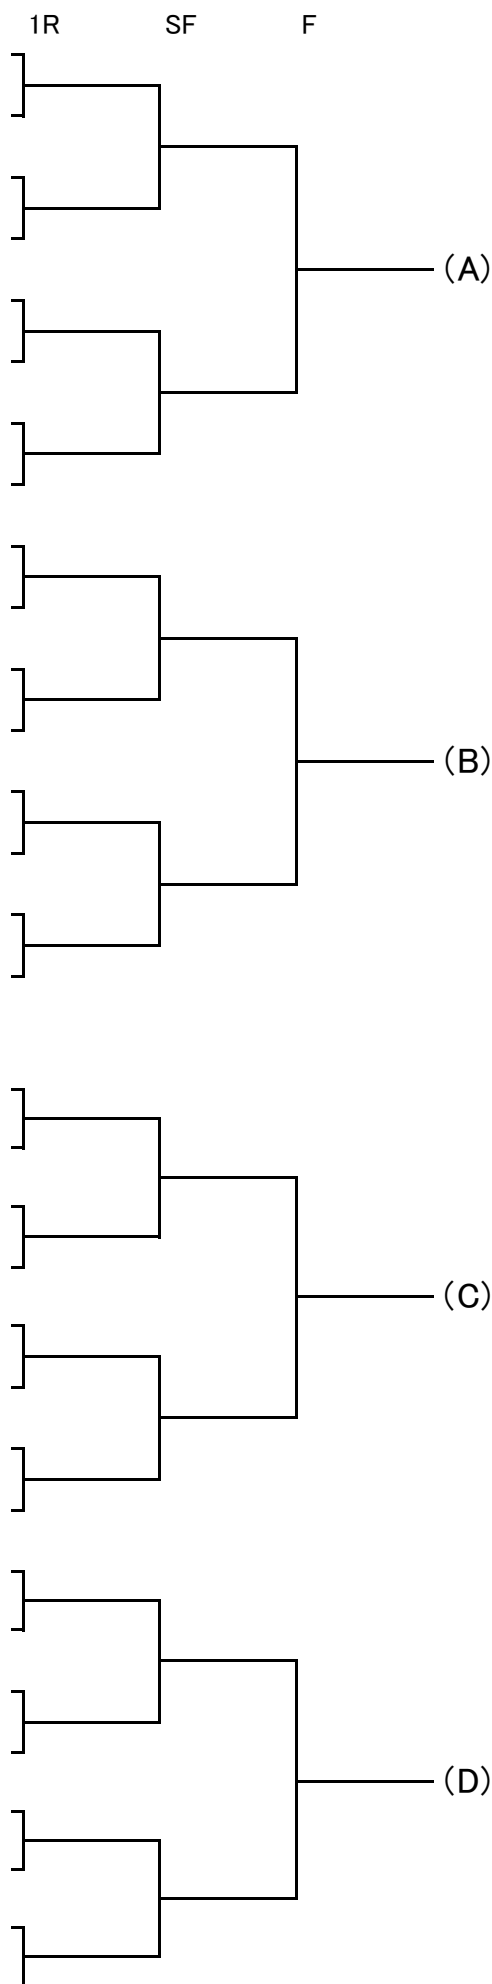 1R SF F
（A）
（B）
（C）
（D）